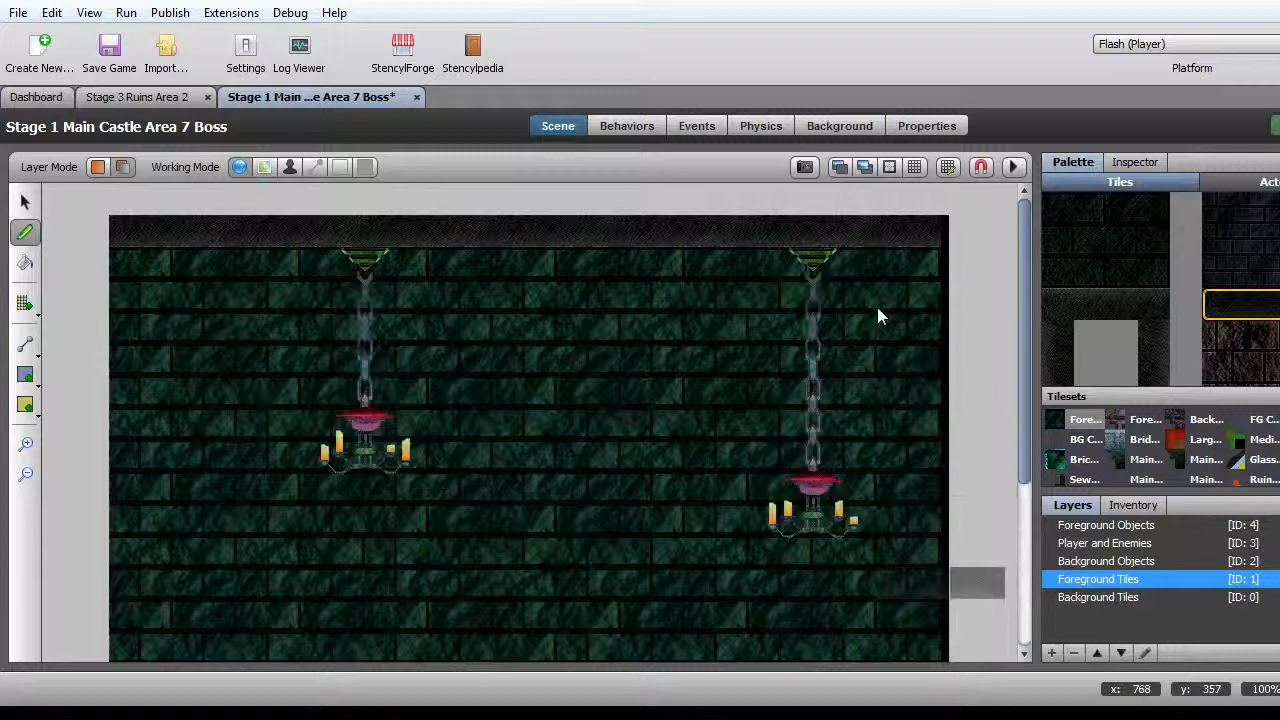 File Edit View Run Publish Extensions Debug Help
Create New... Save Game Import... Settings Log Viewer StencylForge Stencylpedia
Flash (Player)
Platform
Dashboard Stage 3 Ruins Area 2 Stage 1 Main ...e Area 7 Boss*
Stage 1 Main Castle Area 7 Boss Scene Behaviors Events Physics Background Properties
Layer Mode Working Mode
Palette Inspector
Tiles Act
Tilesets
Fore... Fore... Back... FG C
BG C... Brid... Larg... Medi
Bric... Main... Main... Glass
Sew... Main... Main... Ruin
Layers Inventory
Foreground Objects [ID: 4]
Player and Enemies [ID: 3]
Background Objects [ID: 2]
Foreground Tiles [ID: 1]
Background Tiles [ID: 0]
x: 768 y: 357 100%